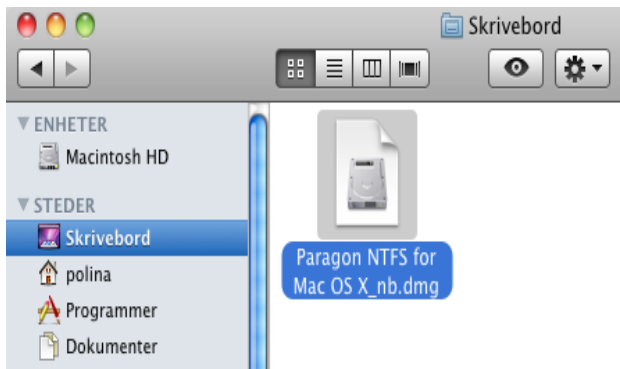 Skrivebord
ENHETER
Macintosh HD
STEDER
Skrivebord
polina
Programmer
Dokumenter
Paragon NTFS for
Mac OS X_nb.dmg